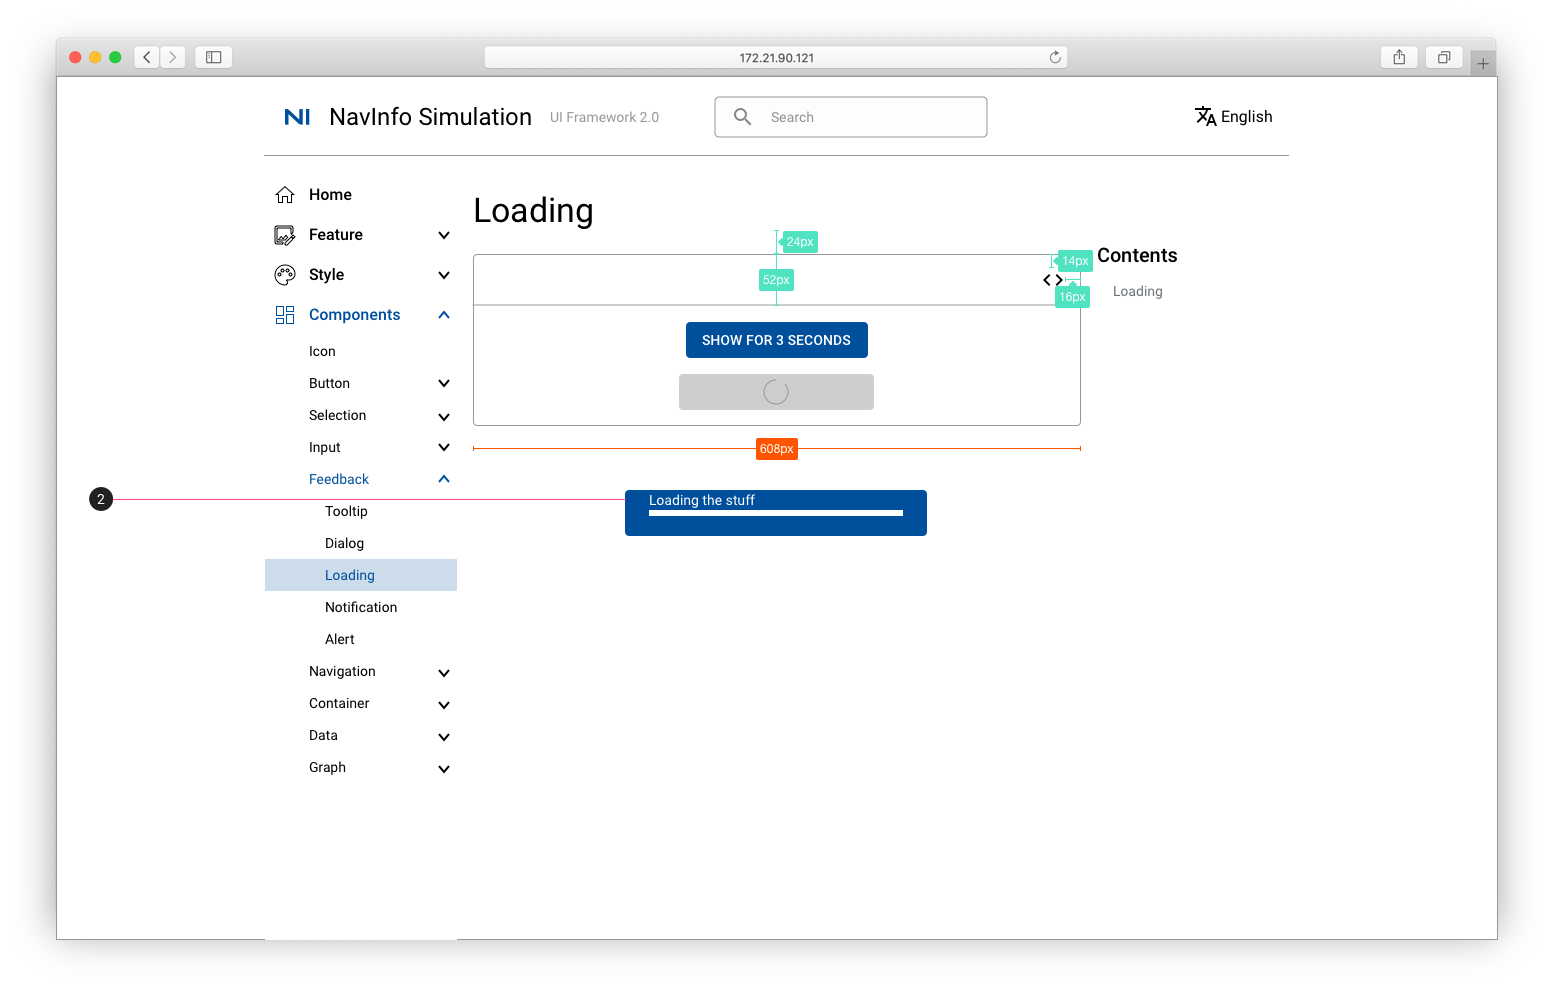 172.21.90.121
NI NavInfo Simulation UI Framework 2.0 Search English
Home
Feature
Style
Components
Icon
Button
Selection
Input
Feedback
Tooltip
Dialog
Loading
Notification
Alert
Navigation
Container
Data
Graph
Loading
24px
52px
14px
16px
SHOW FOR 3 SECONDS
608px
2
Loading the stuff
Contents
Loading